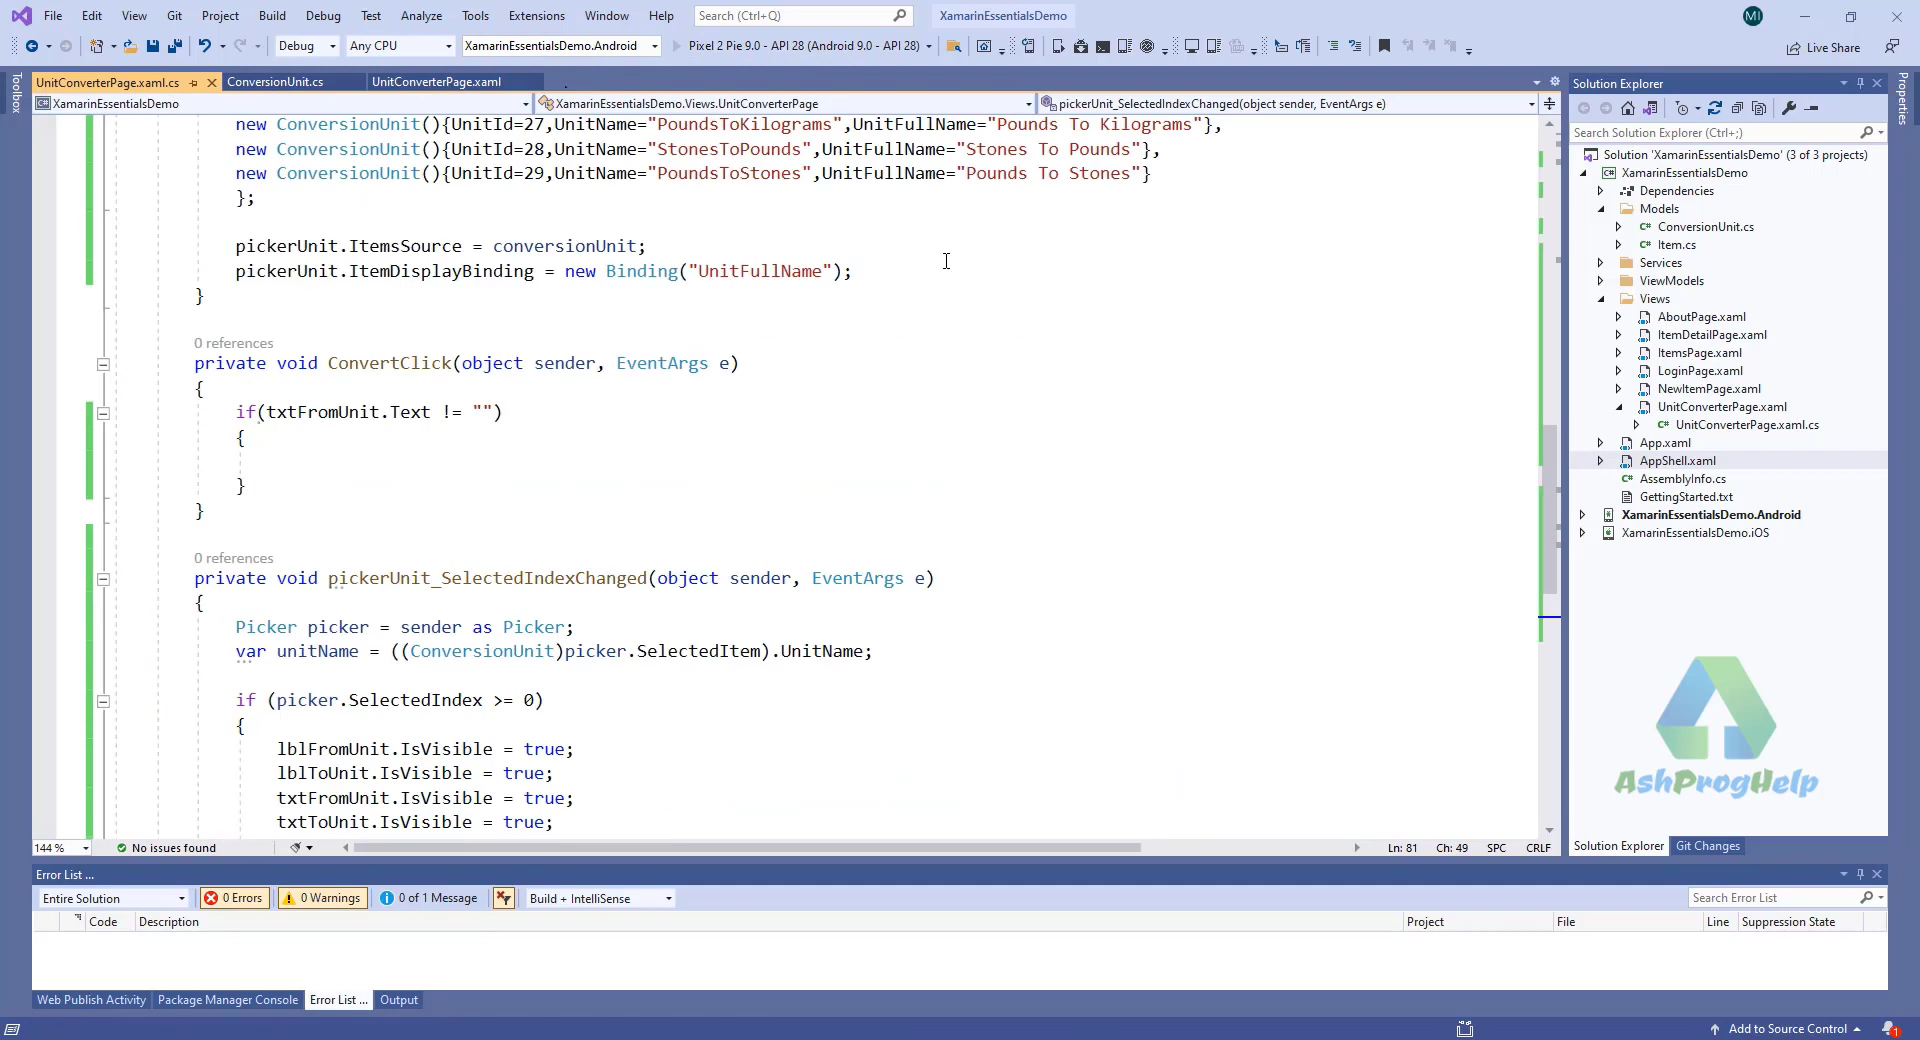 File Edit View Git Project Build Debug Test Analyze Tools Extensions Window Help Search (Ctrl+Q) XamarinEssentialsDemo MI
Debug Any CPU XamarinEssentialsDemo.Android Pixel 2 Pie 9.0 - API 28 (Android 9.0 - API 28) Live Share
Toolbox
UnitConverterPage.xaml.cs ConversionUnit.cs UnitConverterPage.xaml
XamarinEssentialsDemo XamarinEssentialsDemo.Views.UnitConverterPage pickerUnit_SelectedIndexChanged(object sender, EventArgs e)
new ConversionUnit(){UnitId=27,UnitName="PoundsToKilograms",UnitFullName="Pounds To Kilograms"},
new ConversionUnit(){UnitId=28,UnitName="StonesToPounds",UnitFullName="Stones To Pounds"},
new ConversionUnit(){UnitId=29,UnitName="PoundsToStones",UnitFullName="Pounds To Stones"}
};
pickerUnit.ItemsSource = conversionUnit;
pickerUnit.ItemDisplayBinding = new Binding("UnitFullName");
}
0 references
private void ConvertClick(object sender, EventArgs e)
{
if(txtFromUnit.Text != "")
{
}
}
0 references
private void pickerUnit_SelectedIndexChanged(object sender, EventArgs e)
{
Picker picker = sender as Picker;
var unitName = ((ConversionUnit)picker.SelectedItem).UnitName;
if (picker.SelectedIndex >= 0)
{
lblFromUnit.IsVisible = true;
lblToUnit.IsVisible = true;
txtFromUnit.IsVisible = true;
txtToUnit.IsVisible = true;
144 % No issues found Ln: 81 Ch: 49 SPC CRLF
Solution Explorer
Search Solution Explorer (Ctrl+;)
Solution 'XamarinEssentialsDemo' (3 of 3 projects)
XamarinEssentialsDemo
Dependencies
Models
ConversionUnit.cs
Item.cs
Services
ViewModels
Views
AboutPage.xaml
ItemDetailPage.xaml
ItemsPage.xaml
LoginPage.xaml
NewItemPage.xaml
UnitConverterPage.xaml
UnitConverterPage.xaml.cs
App.xaml
AppShell.xaml
AssemblyInfo.cs
GettingStarted.txt
XamarinEssentialsDemo.Android
XamarinEssentialsDemo.iOS
AshProgHelp
Solution Explorer Git Changes
Properties
Error List ...
Entire Solution 0 Errors 0 Warnings 0 of 1 Message Build + IntelliSense Search Error List
Code Description Project File Line Suppression State
Web Publish Activity Package Manager Console Error List ... Output
Add to Source Control 1